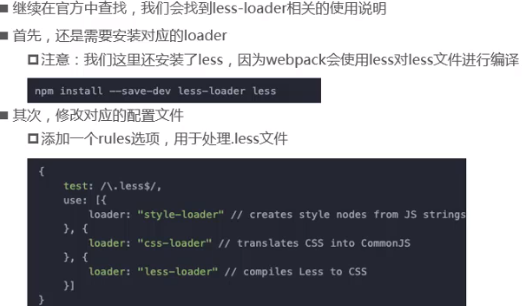 继续在官方中查找，我们会找到less-loader相关的使用说明
首先，还是需要安装对应的loader
注意：我们这里还安装了less，因为webpack会使用less对less文件进行编译
npm install --save-dev less-loader less
其次，修改对应的配置文件
添加一个rules选项，用于处理.less文件
{
test: /\.less$/,
use: [{
loader: "style-loader" // creates style nodes from JS strings
}, {
loader: "css-loader" // translates CSS into CommonJS
}, {
loader: "less-loader" // compiles Less to CSS
}]
}